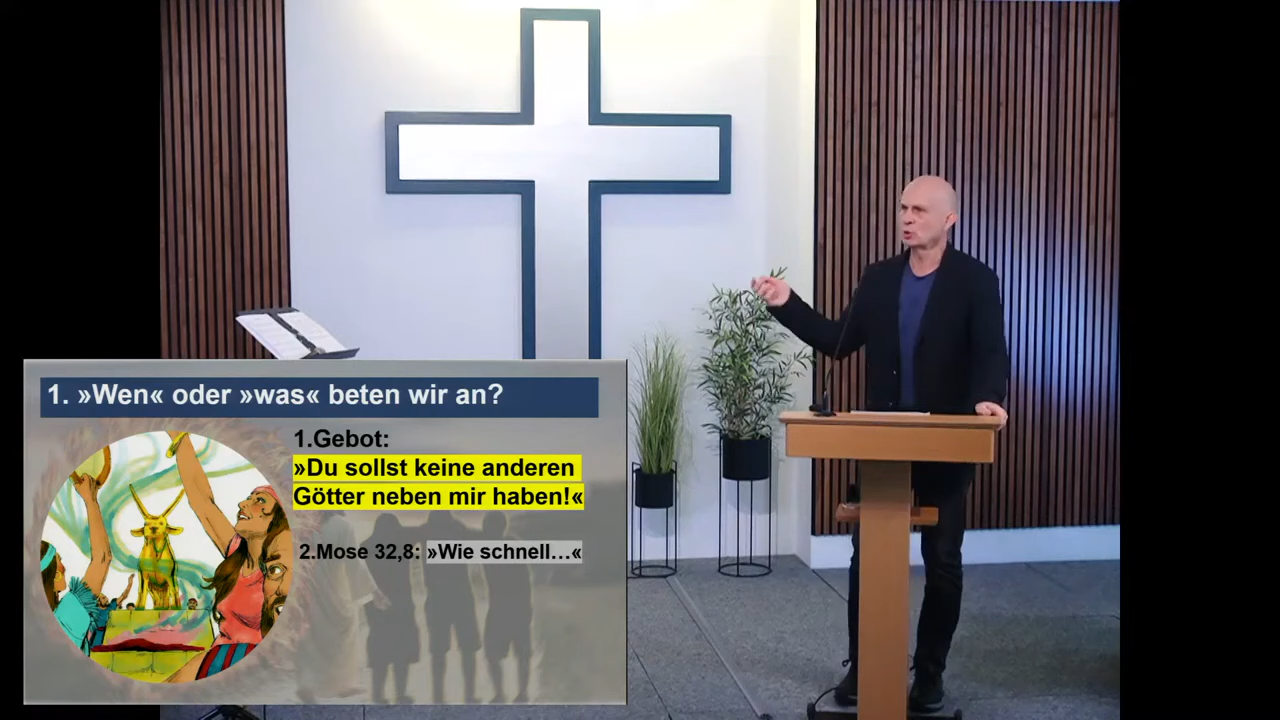 1. »Wen« oder »was« beten wir an?
1.Gebot:
»Du sollst keine anderen
Götter neben mir haben!«
2.Mose 32,8: »Wie schnell…«